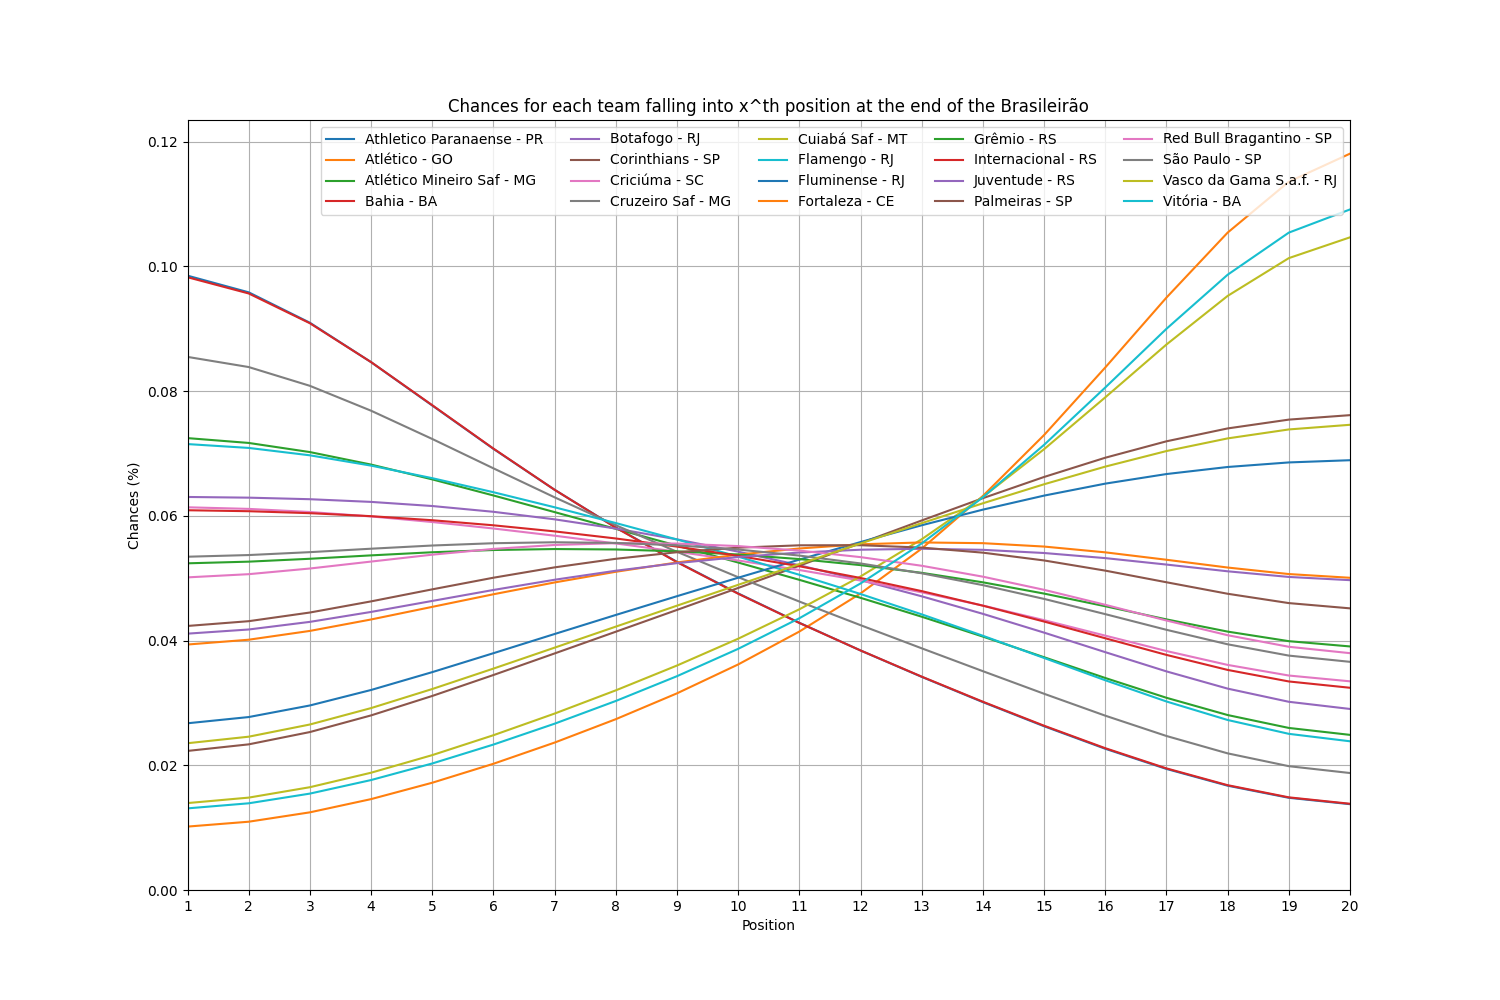 Chances for each team falling into x^th position at the end of the Brasileirão
Athletico Paranaense - PR
Atlético - GO
Atlético Mineiro Saf - MG
Bahia - BA
Botafogo - RJ
Corinthians - SP
Criciúma - SC
Cruzeiro Saf - MG
Cuiabá Saf - MT
Flamengo - RJ
Fluminense - RJ
Fortaleza - CE
Grêmio - RS
Internacional - RS
Juventude - RS
Palmeiras - SP
Red Bull Bragantino - SP
São Paulo - SP
Vasco da Gama S.a.f. - RJ
Vitória - BA
Chances (%)
0.12
0.10
0.08
0.06
0.04
0.02
0.00
1 2 3 4 5 6 7 8 9 10 11 12 13 14 15 16 17 18 19 20
Position